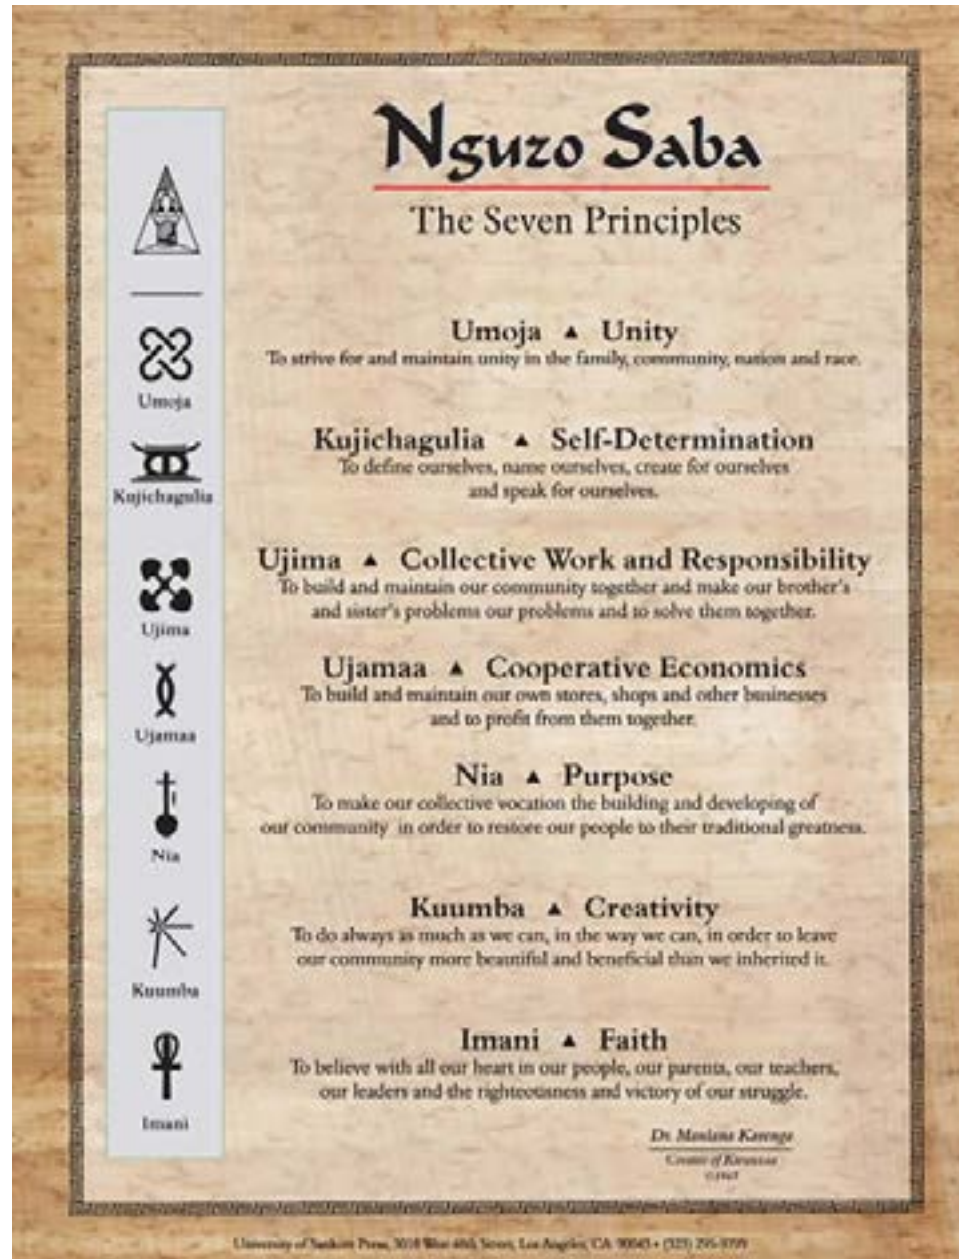 Nguzo Saba
The Seven Principles
Umoja ▲ Unity
To strive for and maintain unity in the family, community, nation and race.
Kujichagulia ▲ Self-Determination
To define ourselves, name ourselves, create for ourselves
and speak for ourselves.
Ujima ▲ Collective Work and Responsibility
To build and maintain our community together and make our brother's
and sister's problems our problems and to solve them together.
Ujamaa ▲ Cooperative Economics
To build and maintain our own stores, shops and other businesses
and to profit from them together.
Nia ▲ Purpose
To make our collective vocation the building and developing of
our community in order to restore our people to their traditional greatness.
Kuumba ▲ Creativity
To do always as much as we can, in the way we can, in order to leave
our community more beautiful and beneficial than we inherited it.
Imani ▲ Faith
To believe with all our heart in our people, our parents, our teachers,
our leaders and the righteousness and victory of our struggle.
Dr. Maulana Karenga
Creator of Kwanzaa
Umoja
Kujichagulia
Ujima
Ujamaa
Nia
Kuumba
Imani
University of Sankore Press, West Street, Los Angeles, CA